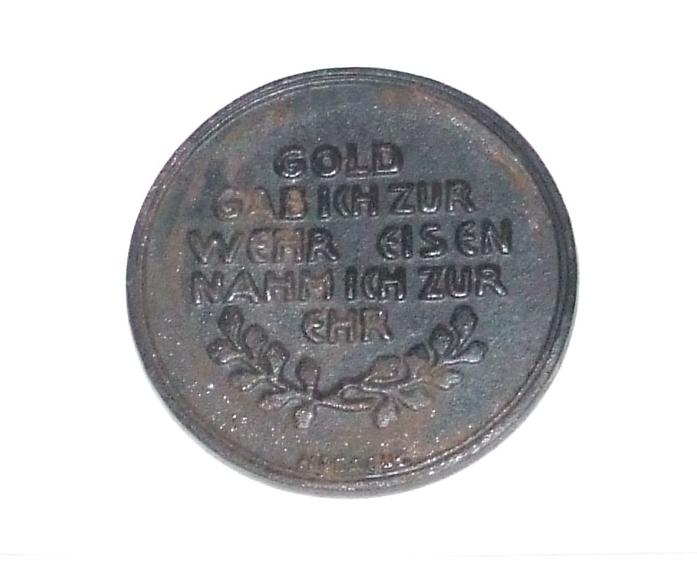 GOLD
GAB ICH ZUR
WEHR EISEN
NAHM ICH ZUR
EHR